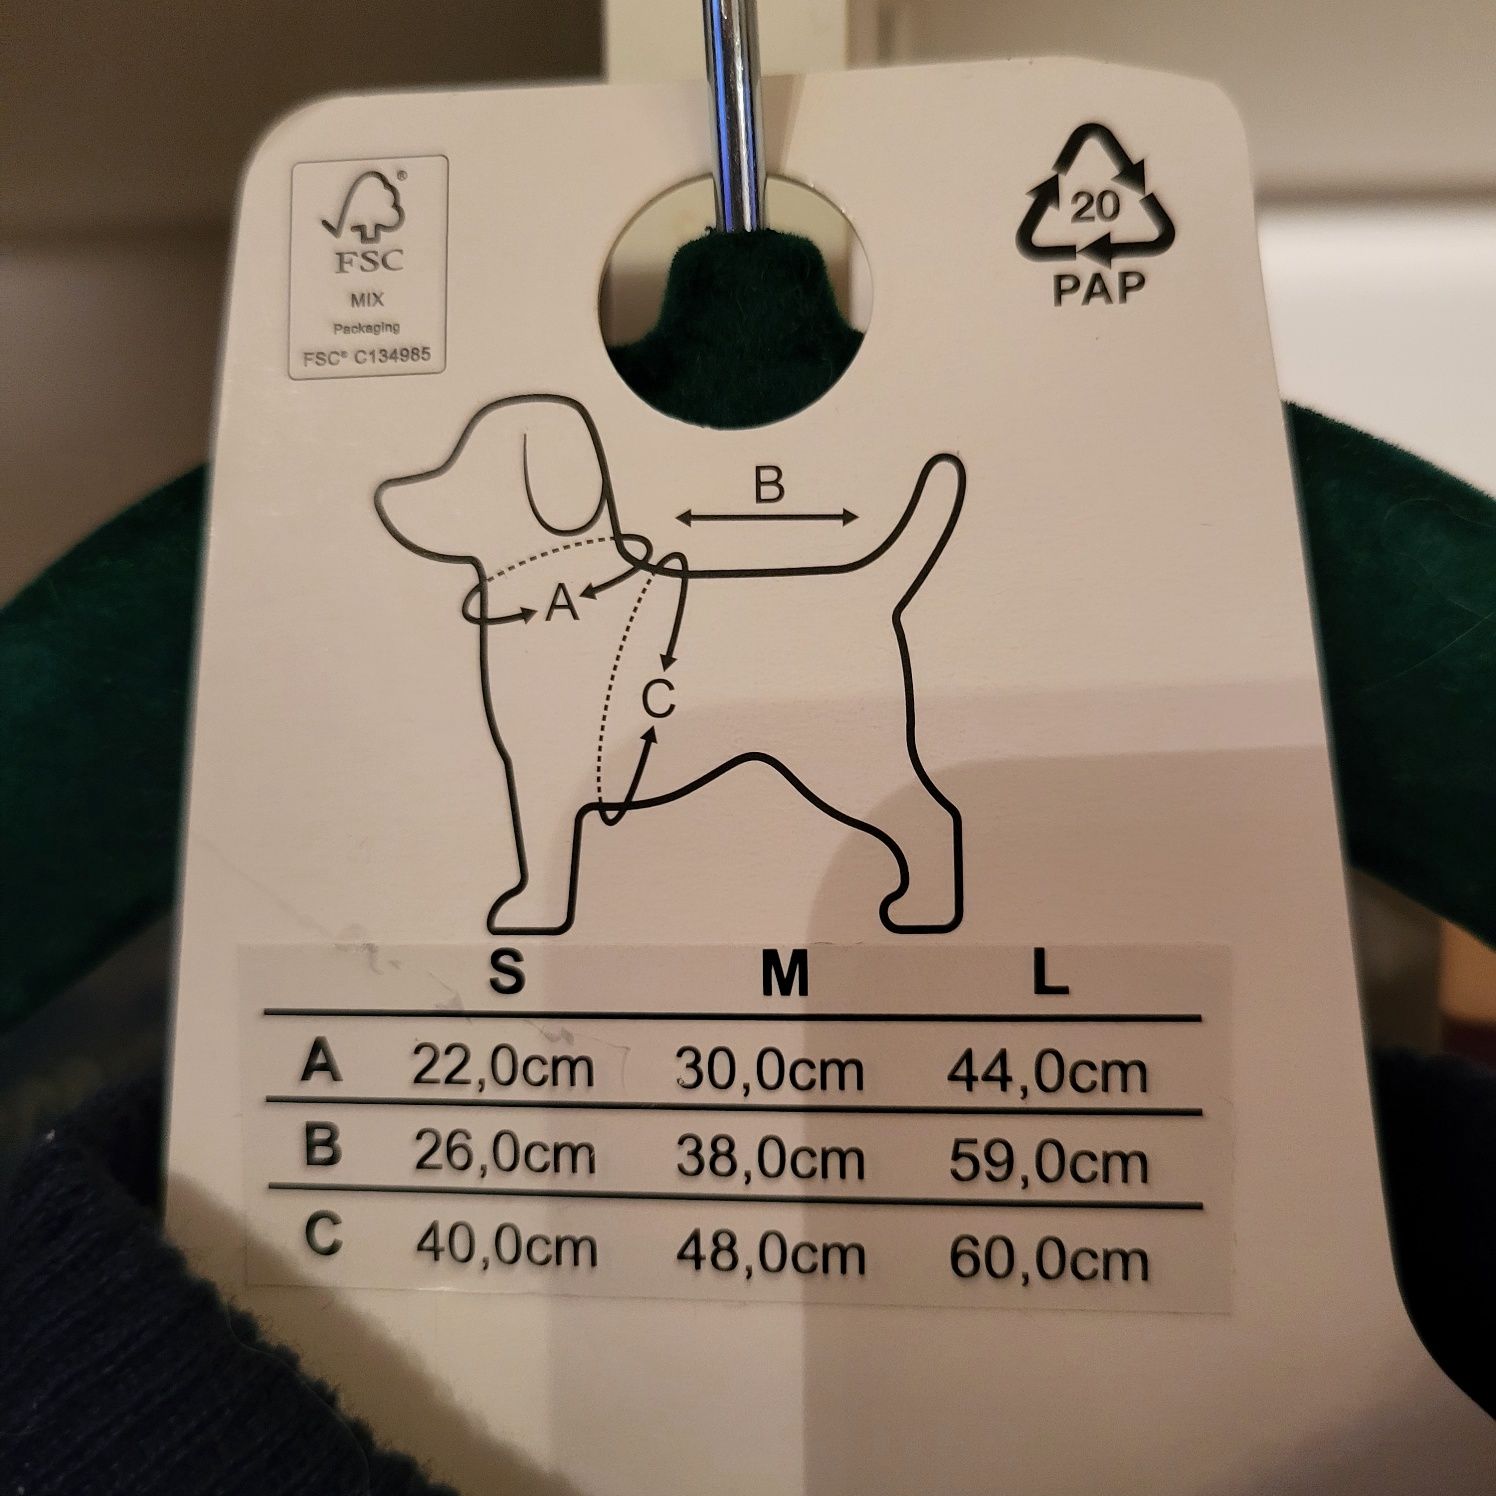 FSC®
MIX
Packaging
FSC® C134985
20
PAP
B
A
C
S M L
A 22,0cm 30,0cm 44,0cm
B 26,0cm 38,0cm 59,0cm
C 40,0cm 48,0cm 60,0cm